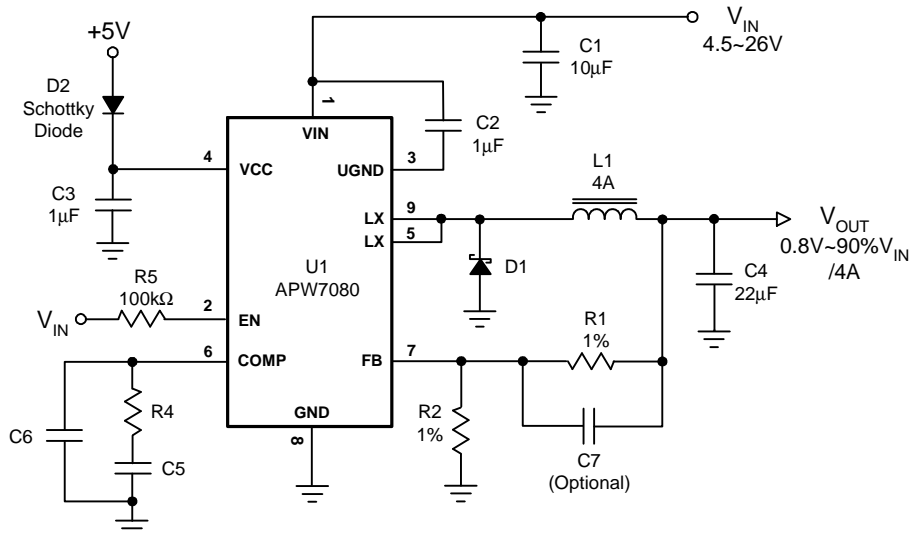 +5V
D2
Schottky
Diode
C3
1μF
V_IN
4.5~26V
C1
10μF
C2
1μF
1
VIN
4
VCC
UGND
3
LX
9
LX
5
U1
APW7080
L1
4A
D1
V_OUT
0.8V~90%V_IN
/4A
C4
22μF
R5
100kΩ
V_IN
2
EN
6
COMP
FB
7
GND
8
R1
1%
R2
1%
C7
(Optional)
R4
C6
C5